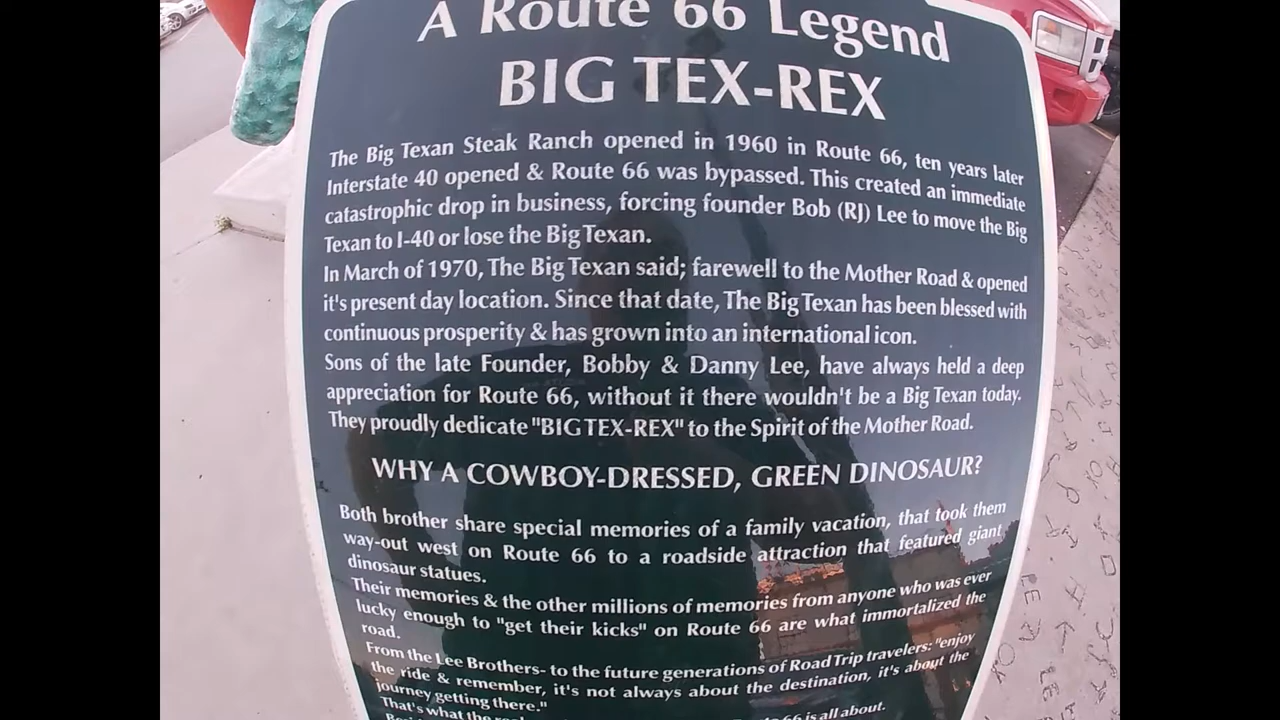 A Route 66 Legend
BIG TEX-REX
The Big Texan Steak Ranch opened in 1960 in Route 66, ten years later
Interstate 40 opened & Route 66 was bypassed. This created an immediate
catastrophic drop in business, forcing founder Bob (RJ) Lee to move the Big
Texan to I-40 or lose the Big Texan.
In March of 1970, The Big Texan said; farewell to the Mother Road & opened
it's present day location. Since that date, The Big Texan has been blessed with
continuous prosperity & has grown into an international icon.
Sons of the late Founder, Bobby & Danny Lee, have always held a deep
appreciation for Route 66, without it there wouldn't be a Big Texan today.
They proudly dedicate "BIG TEX-REX" to the Spirit of the Mother Road.
WHY A COWBOY-DRESSED, GREEN DINOSAUR?
Both brother share special memories of a family vacation, that took them
way-out west on Route 66 to a roadside attraction that featured giant
dinosaur statues.
Their memories & the other millions of memories from anyone who was ever
lucky enough to "get their kicks" on Route 66 are what immortalized the
road.
From the Lee Brothers- to the future generations of Road Trip travelers: "enjoy
the ride & remember, it's not always about the destination, it's about the
journey getting there."
That's what the 66 is all about.